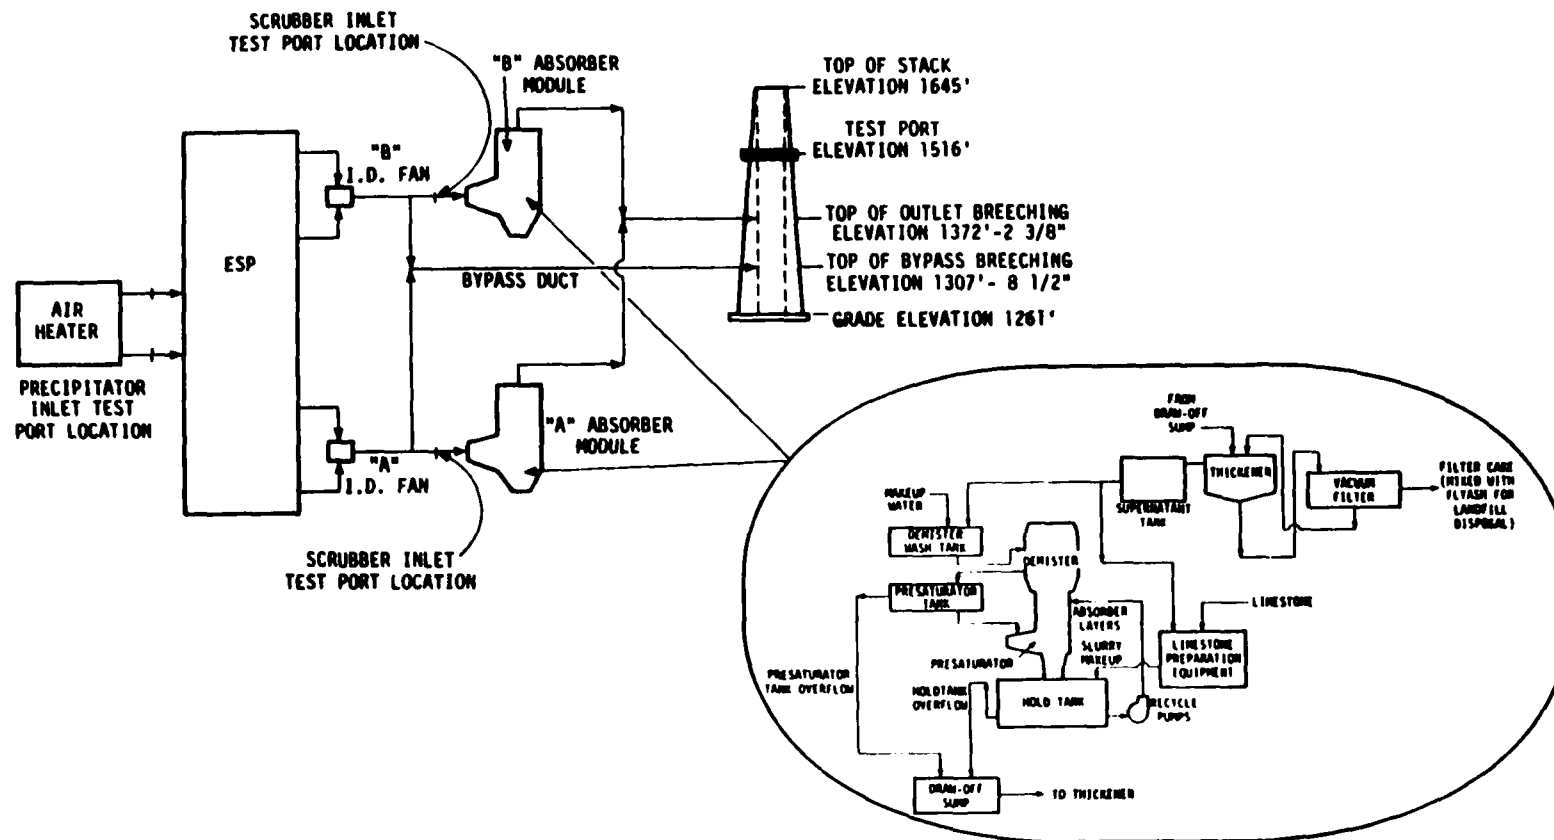 SCRUBBER INLET
TEST PORT LOCATION
"B" ABSORBER
MODULE
TOP OF STACK
ELEVATION 1645'
TEST PORT
ELEVATION 1516'
"B"
I.D. FAN
TOP OF OUTLET BREECHING
ELEVATION 1372'-2 3/8"
ESP
BYPASS DUCT
TOP OF BYPASS BREECHING
ELEVATION 1307'- 8 1/2"
AIR
HEATER
GRADE ELEVATION 1261'
PRECIPITATOR
INLET TEST
PORT LOCATION
"A" ABSORBER
MODULE
"A"
I.D. FAN
SCRUBBER INLET
TEST PORT LOCATION
FROM
DRAW-OFF
SUMP
THICKENER
VACUUM
FILTER
FILTER CAKE
(MIXED WITH
FLYASH FOR
LANDFILL
DISPOSAL)
SUPERNATANT
TANK
MAKEUP
WATER
DEMISTER
WASH TANK
DEMISTER
PRESATURATOR
TANK
ABSORBER
LAYERS
LIMESTONE
SLURRY
MAKEUP
LIMESTONE
PREPARATION
EQUIPMENT
PRESATURATOR
PRESATURATOR
TANK OVERFLOW
HOLDTANK
OVERFLOW
HOLD TANK
RECYCLE
PUMPS
DRAW-OFF
SUMP
TO THICKENER